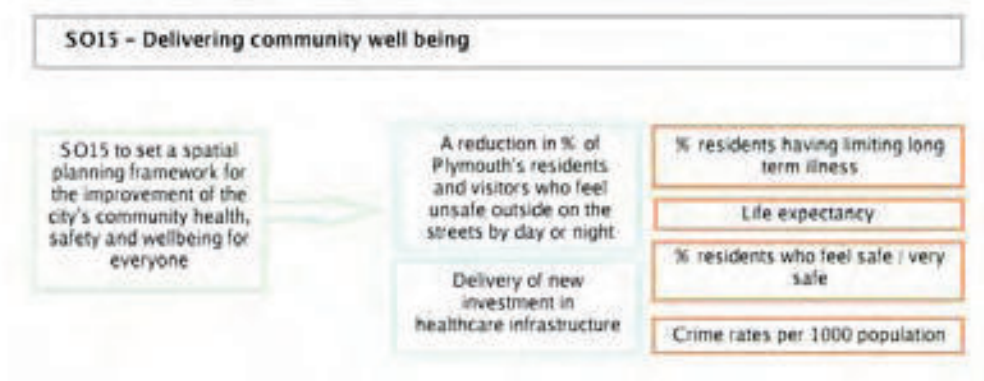 SO15 – Delivering community well being
SO15 to set a spatial
planning framework for
the improvement of the
city's community health,
safety and wellbeing for
everyone
A reduction in % of
Plymouth's residents
and visitors who feel
unsafe outside on the
streets by day or night
Delivery of new
investment in
healthcare infrastructure
% residents having limiting long
term illness
Life expectancy
% residents who feel safe / very
safe
Crime rates per 1000 population